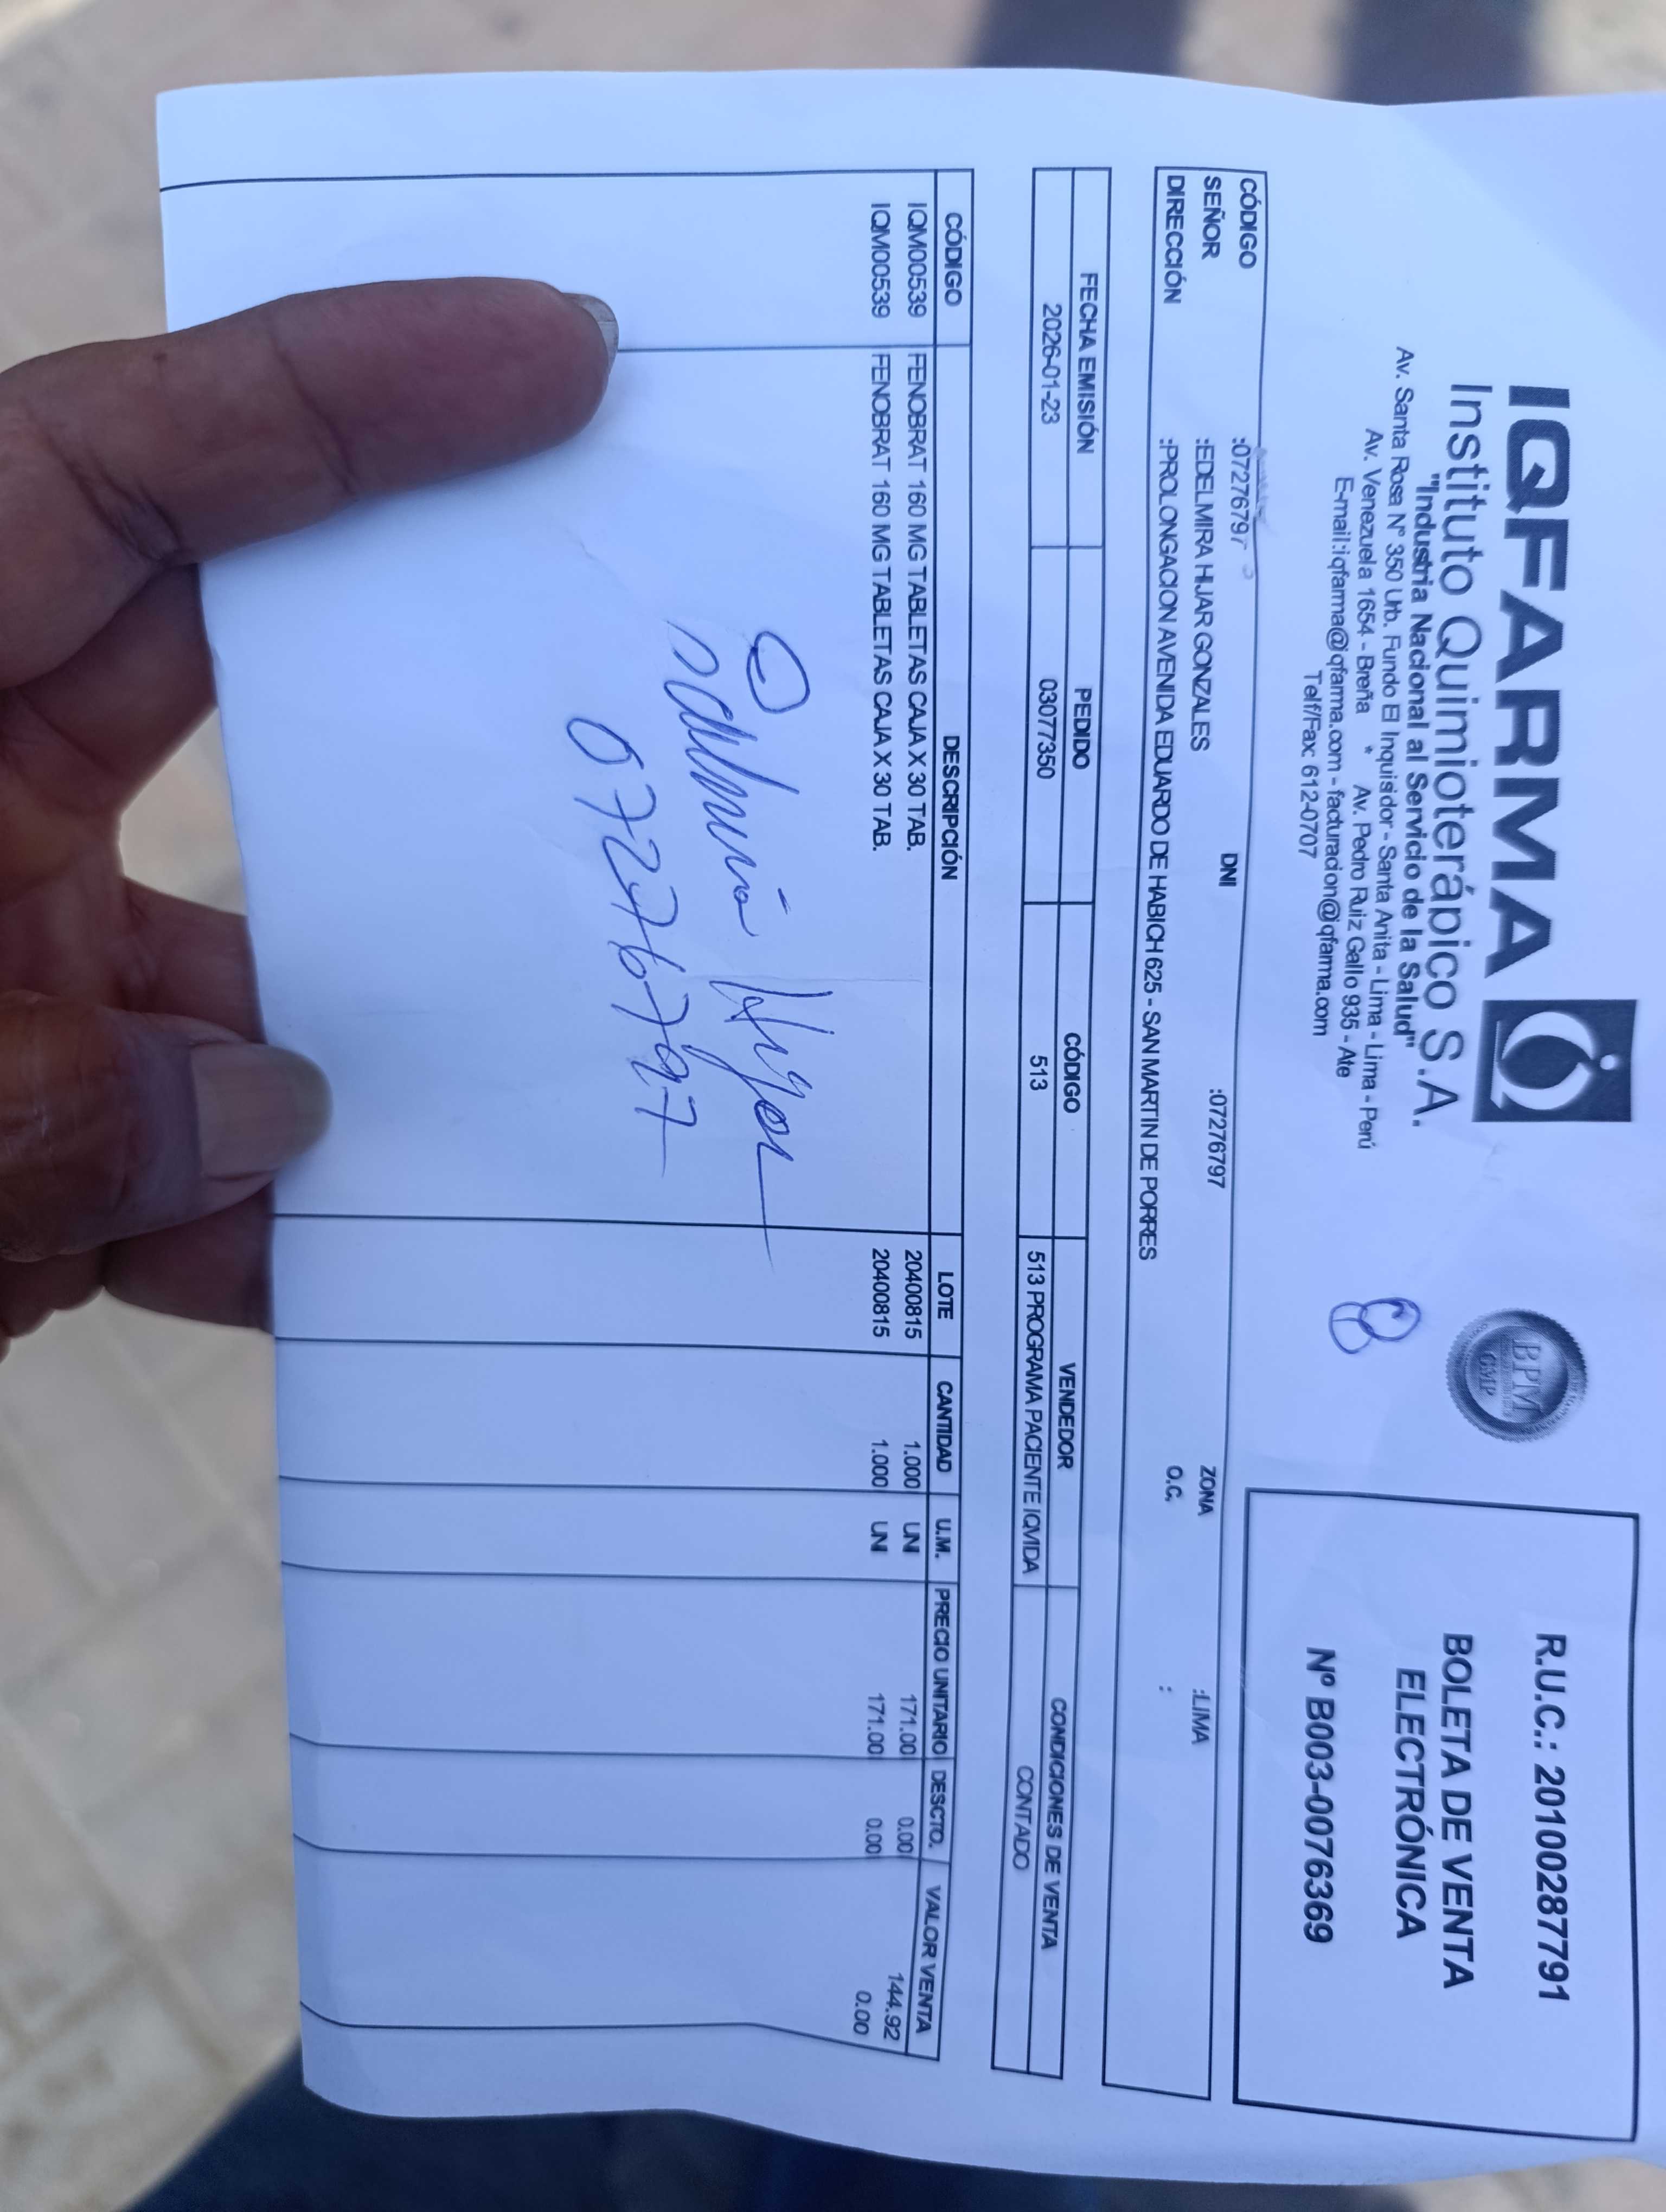 IQFARMA
Instituto Quimioterápico S.A.
"Industria Nacional al Servicio de la Salud"
Av. Santa Rosa Nº 350 Urb. Fundo El Inquisidor - Santa Anita - Lima - Lima - Perú
Av. Venezuela 1654 - Breña * Av. Pedro Ruiz Gallo 935 - Ate
E-mail:iqfarma@iqfarma.com - facturacion@iqfarma.com
Telf/Fax: 612-0707
BPM
GMP
8
R.U.C.: 20100287791
BOLETA DE VENTA
ELECTRÓNICA
Nº B003-0076369
CÓDIGO :07276797 DNI :07276797 ZONA :LIMA
SEÑOR :EDELMIRA HIJAR GONZALES O.C. :
DIRECCIÓN :PROLONGACION AVENIDA EDUARDO DE HABICH 625 - SAN MARTIN DE PORRES
FECHA EMISIÓN PEDIDO CÓDIGO VENDEDOR CONDICIONES DE VENTA
2026-01-23 03077350 513 513 PROGRAMA PACIENTE IQVIDA CONTADO
CÓDIGO DESCRIPCIÓN LOTE CANTIDAD U.M. PRECIO UNITARIO DESCTO. VALOR VENTA
IQM00539 FENOBRAT 160 MG TABLETAS CAJA X 30 TAB. 20400815 1.000 UN 171.00 0.00 144.92
IQM00539 FENOBRAT 160 MG TABLETAS CAJA X 30 TAB. 20400815 1.000 UN 171.00 0.00 0.00
07276797